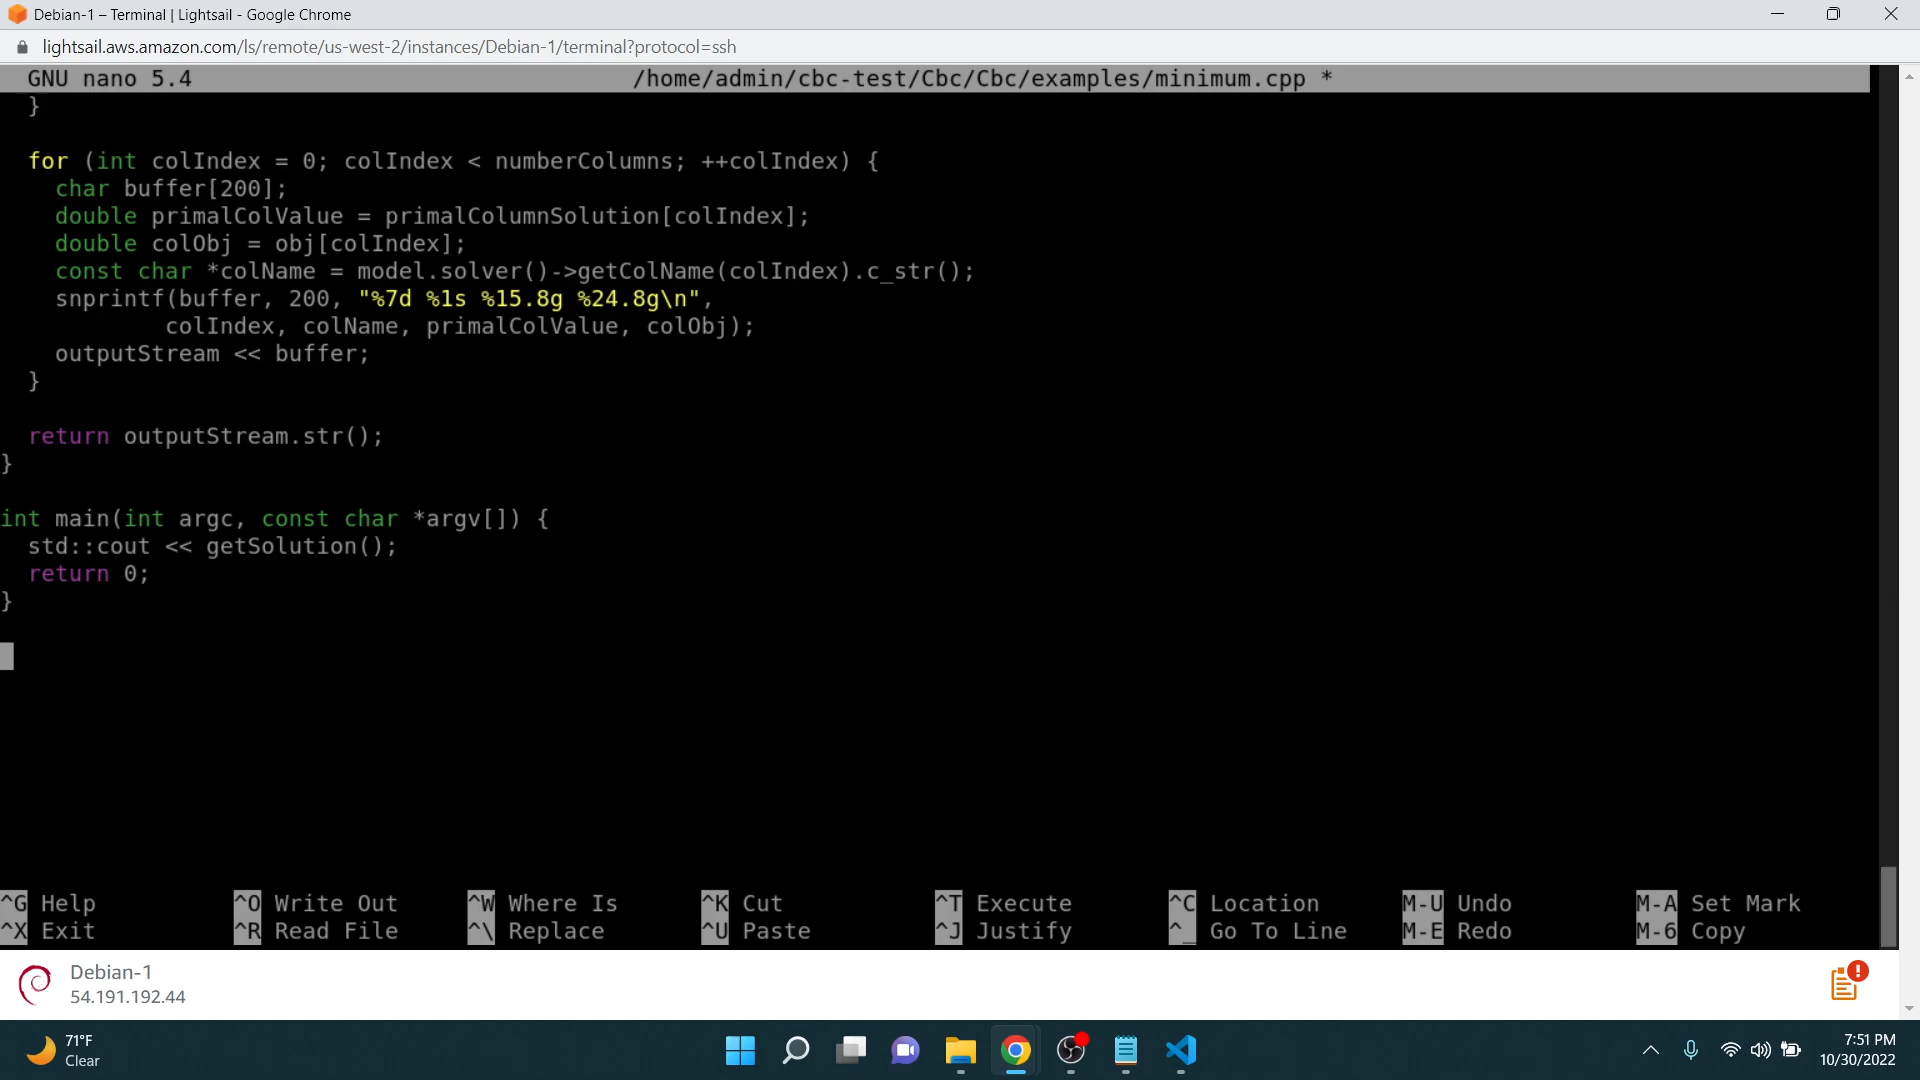 Debian-1 – Terminal | Lightsail - Google Chrome
lightsail.aws.amazon.com/ls/remote/us-west-2/instances/Debian-1/terminal?protocol=ssh
GNU nano 5.4 /home/admin/cbc-test/Cbc/Cbc/examples/minimum.cpp *
}
for (int colIndex = 0; colIndex < numberColumns; ++colIndex) {
char buffer[200];
double primalColValue = primalColumnSolution[colIndex];
double colObj = obj[colIndex];
const char *colName = model.solver()->getColName(colIndex).c_str();
snprintf(buffer, 200, "%7d %1s %15.8g %24.8g\n",
colIndex, colName, primalColValue, colObj);
outputStream << buffer;
}
return outputStream.str();
}
int main(int argc, const char *argv[]) {
std::cout << getSolution();
return 0;
}
^G Help ^O Write Out ^W Where Is ^K Cut ^T Execute ^C Location M-U Undo M-A Set Mark
^X Exit ^R Read File ^\ Replace ^U Paste ^J Justify ^_ Go To Line M-E Redo M-6 Copy
Debian-1
54.191.192.44
71°F
Clear
7:51 PM
10/30/2022